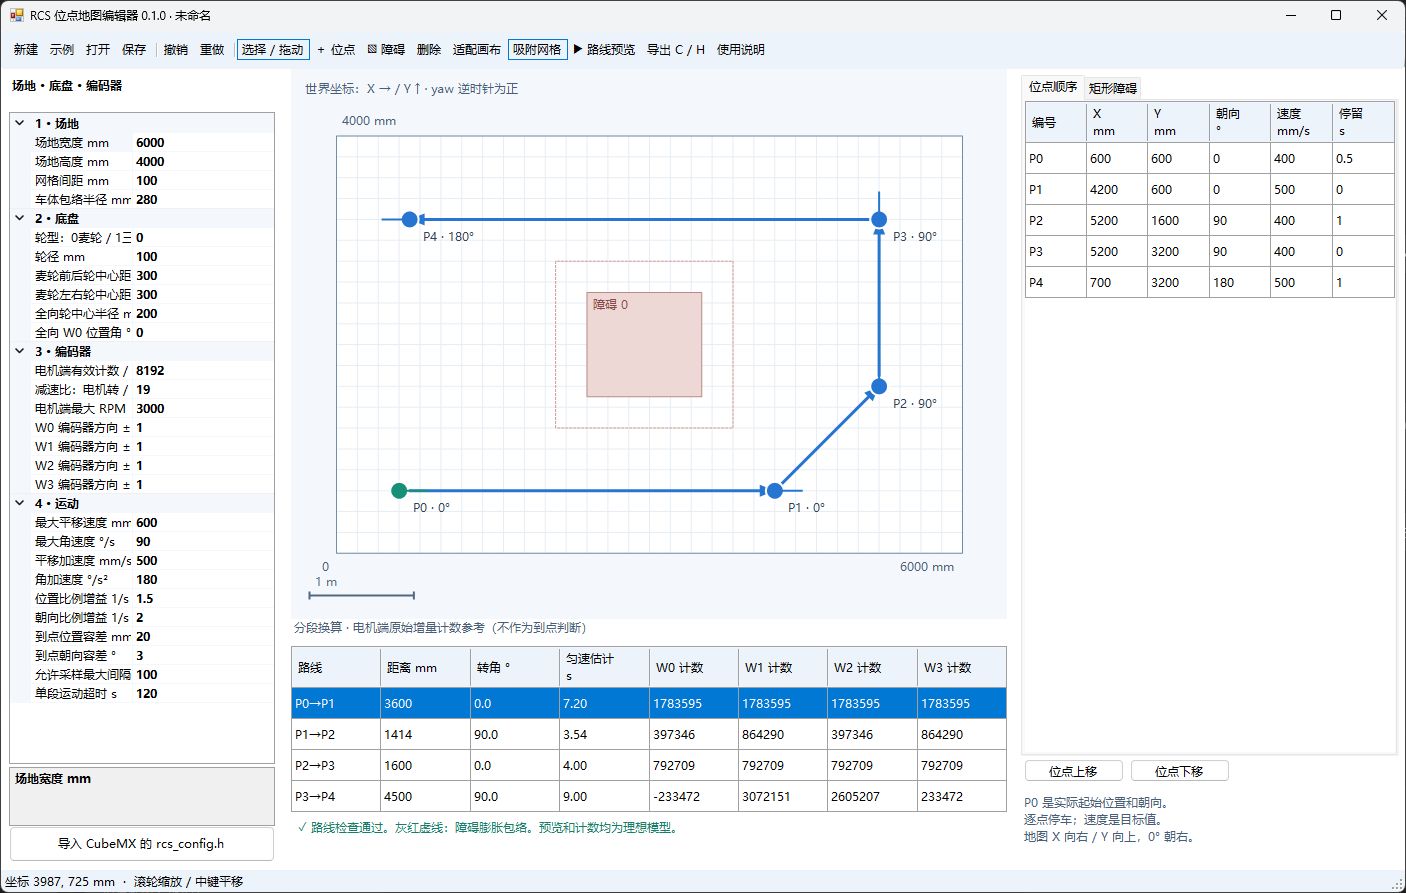 RCS 位点地图编辑器 0.1.0 · 未命名
新建 示例 打开 保存 撤销 重做 选择 / 拖动 + 位点 ▧ 障碍 删除 适配画布 吸附网格 ▶ 路线预览 导出 C / H 使用说明
场地・底盘・编码器
1・场地
场地宽度 mm 6000
场地高度 mm 4000
网格间距 mm 100
车体包络半径 mm 280
2・底盘
轮型：0麦轮 / 1三 0
轮径 mm 100
麦轮前后轮中心距 300
麦轮左右轮中心距 300
全向轮中心半径 m 200
全向 W0 位置角 ° 0
3・编码器
电机端有效计数 / 8192
减速比：电机转 / 19
电机端最大 RPM 3000
W0 编码器方向 ± 1
W1 编码器方向 ± 1
W2 编码器方向 ± 1
W3 编码器方向 ± 1
4・运动
最大平移速度 mm 600
最大角速度 °/s 90
平移加速度 mm/s 500
角加速度 °/s² 180
位置比例增益 1/s 1.5
朝向比例增益 1/s 2
到点位置容差 mm 20
到点朝向容差 ° 3
允许采样最大间隔 100
单段运动超时 s 120
场地宽度 mm
导入 CubeMX 的 rcs_config.h
世界坐标：X → / Y ↑ · yaw 逆时针为正
4000 mm
P4 · 180°
P3 · 90°
障碍 0
P2 · 90°
P0 · 0°
P1 · 0°
0
6000 mm
1 m
分段换算 · 电机端原始增量计数参考（不作为到点判断）
路线 距离 mm 转角 ° 匀速估计 s W0 计数 W1 计数 W2 计数 W3 计数
P0→P1 3600 0.0 7.20 1783595 1783595 1783595 1783595
P1→P2 1414 90.0 3.54 397346 864290 397346 864290
P2→P3 1600 0.0 4.00 792709 792709 792709 792709
P3→P4 4500 90.0 9.00 -233472 3072151 2605207 233472
✓ 路线检查通过。灰红虚线：障碍膨胀包络。预览和计数均为理想模型。
位点顺序 矩形障碍
编号 X mm Y mm 朝向 ° 速度 mm/s 停留 s
P0 600 600 0 400 0.5
P1 4200 600 0 500 0
P2 5200 1600 90 400 1
P3 5200 3200 90 400 0
P4 700 3200 180 500 1
位点上移 位点下移
P0 是实际起始位置和朝向。
逐点停车；速度是目标值。
地图 X 向右 / Y 向上，0° 朝右。
坐标 3987, 725 mm · 滚轮缩放 / 中键平移